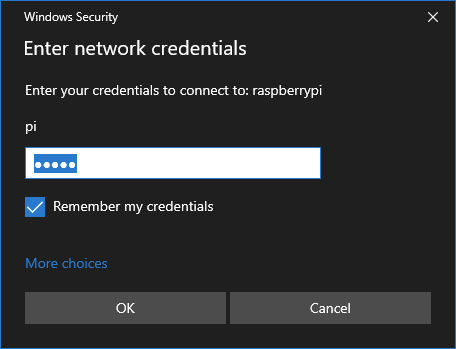 Windows Security
Enter network credentials
Enter your credentials to connect to: raspberrypi
pi
●●●●●
Remember my credentials
More choices
OK
Cancel